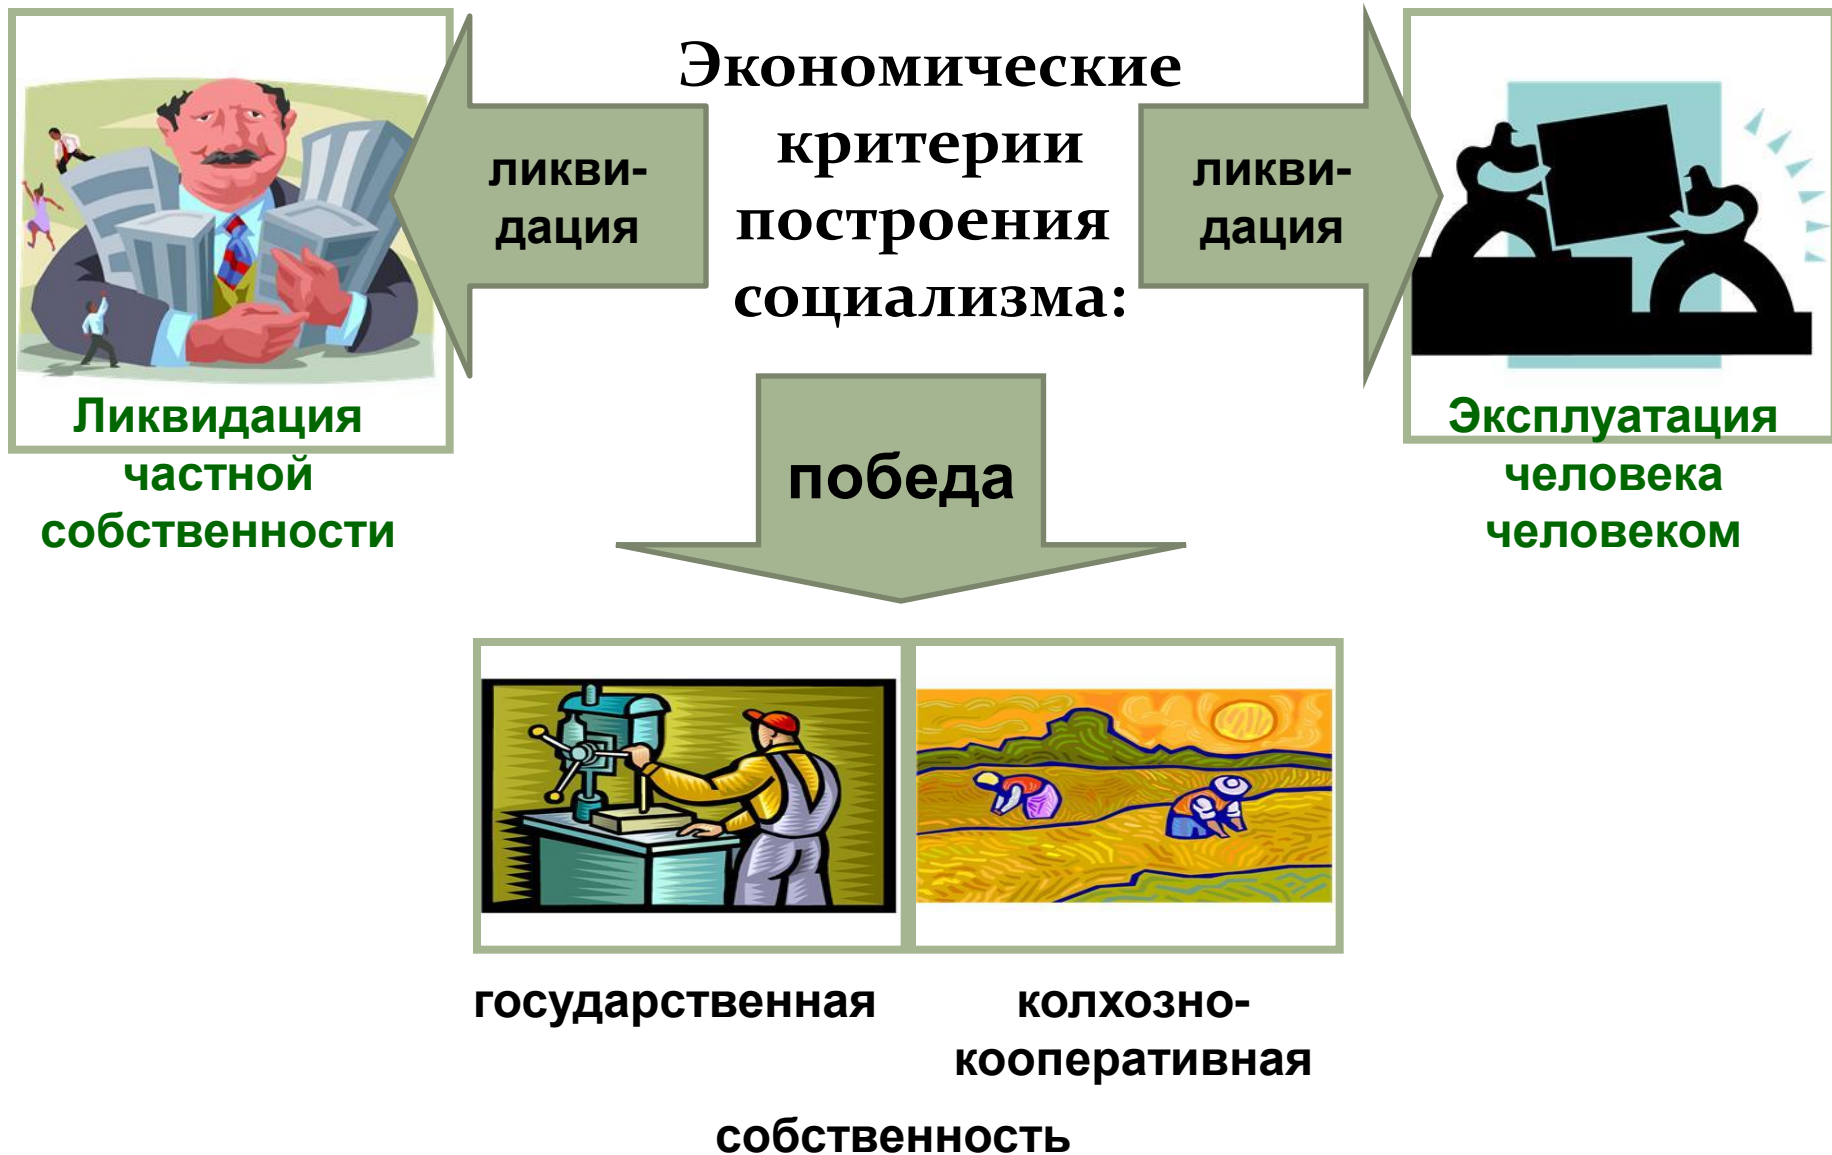 Экономические
критерии
построения
социализма:
ликви-
дация
ликви-
дация
Ликвидация
частной
собственности
победа
Эксплуатация
человека
человеком
государственная
колхозно-
кооперативная
собственность